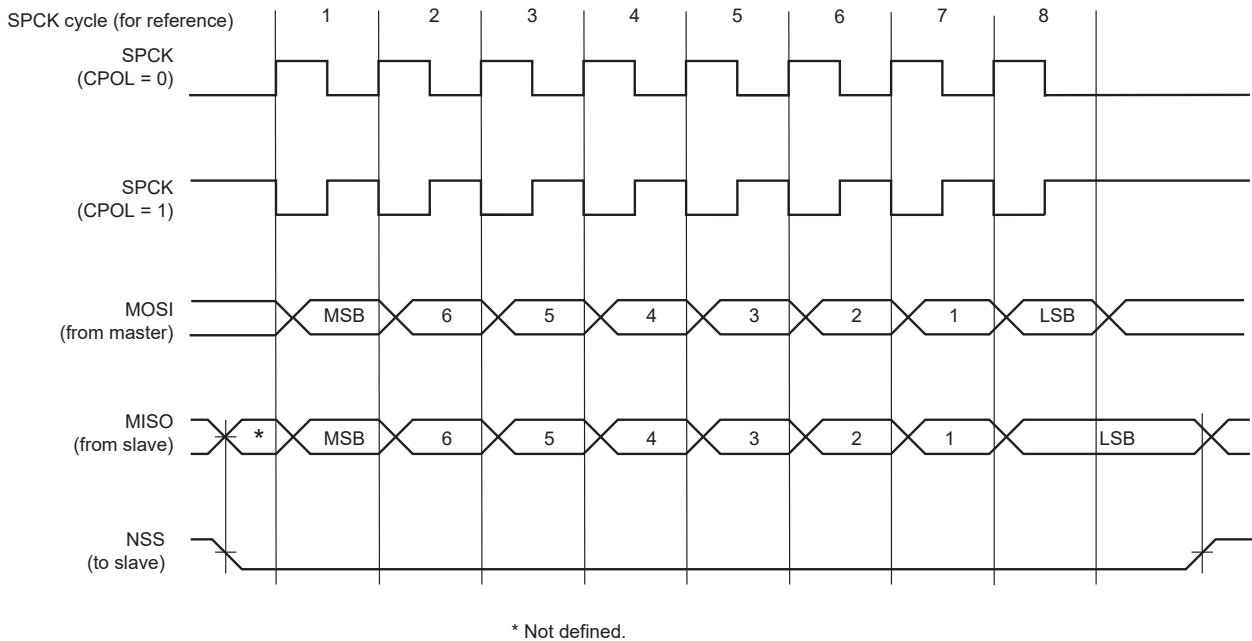 SPCK cycle (for reference)
1 2 3 4 5 6 7 8
SPCK
(CPOL = 0)
SPCK
(CPOL = 1)
MOSI
(from master)
MSB 6 5 4 3 2 1 LSB
MISO
(from slave)
* MSB 6 5 4 3 2 1 LSB
NSS
(to slave)
* Not defined.